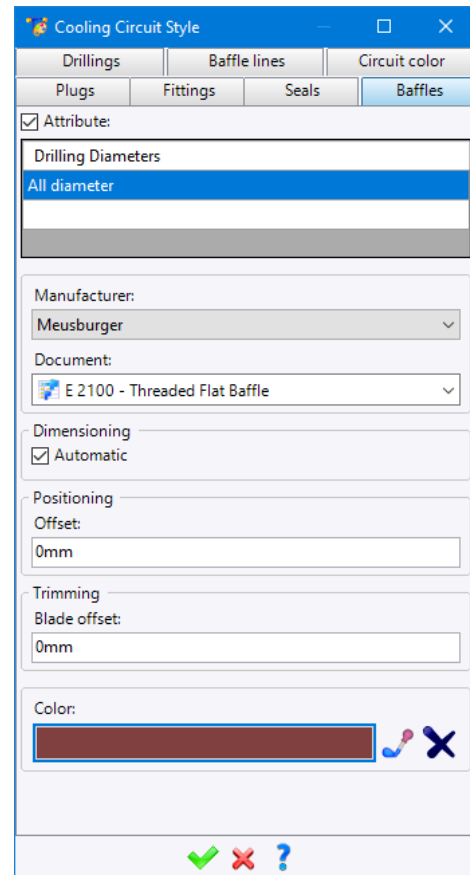 Cooling Circuit Style
Drillings Baffle lines Circuit color
Plugs Fittings Seals Baffles
Attribute:
Drilling Diameters
All diameter
Manufacturer:
Meusburger
Document:
E 2100 - Threaded Flat Baffle
Dimensioning
Automatic
Positioning
Offset:
0mm
Trimming
Blade offset:
0mm
Color:
?